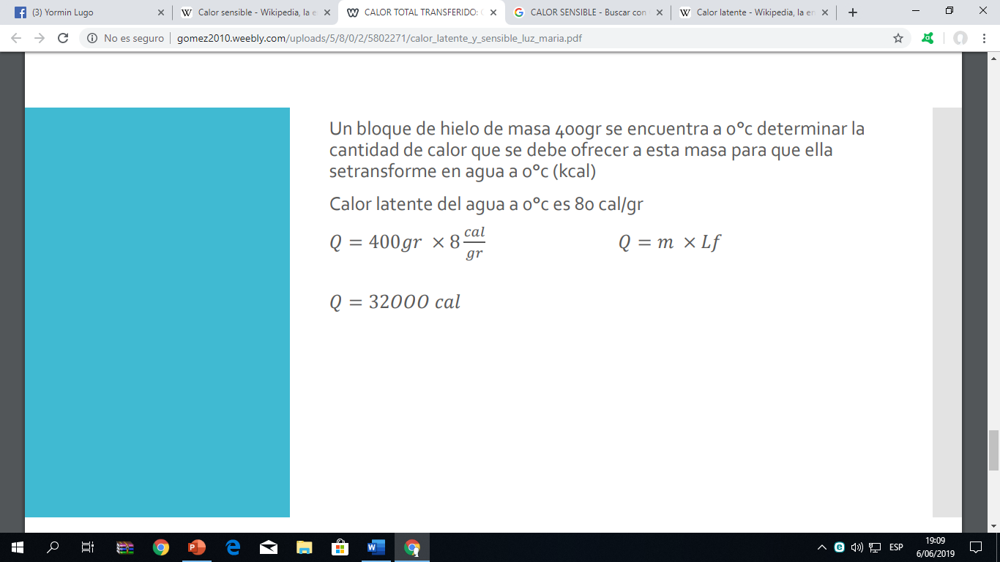 (3) Yormin Lugo
Calor sensible - Wikipedia, la e
CALOR TOTAL TRANSFERIDO: 
CALOR SENSIBLE - Buscar con
Calor latente - Wikipedia, la en
No es seguro
gomez2010.weebly.com/uploads/5/8/0/2/5802271/calor_latente_y_sensible_luz_maria.pdf
Un bloque de hielo de masa 400gr se encuentra a 0°c determinar la
cantidad de calor que se debe ofrecer a esta masa para que ella
setransforme en agua a 0°c (kcal)
Calor latente del agua a 0°c es 80 cal/gr
Q = 400gr × 8 cal/gr Q = m × Lf
Q = 32000 cal
ESP
19:09
6/06/2019